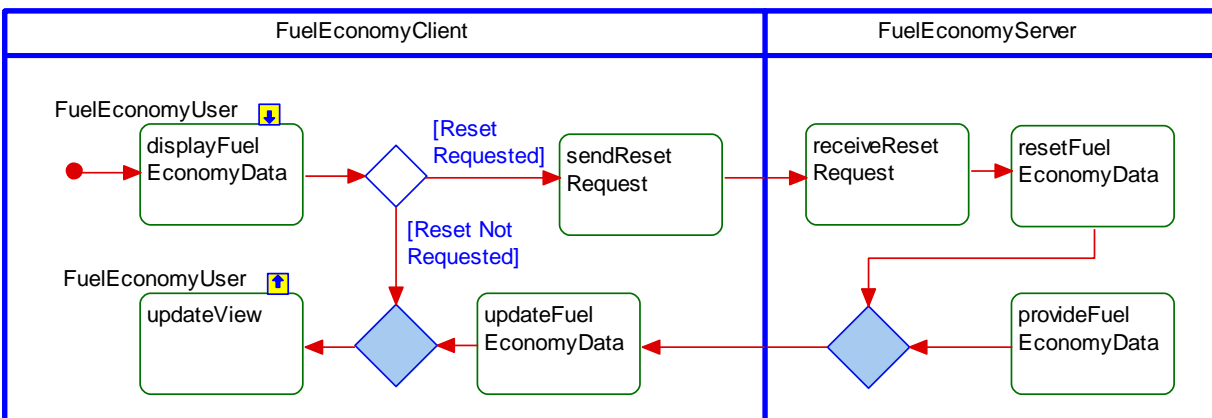 FuelEconomyClient
FuelEconomyServer
FuelEconomyUser
displayFuel
EconomyData
[Reset
Requested]
sendReset
Request
receiveReset
Request
resetFuel
EconomyData
[Reset Not
Requested]
FuelEconomyUser
updateView
updateFuel
EconomyData
provideFuel
EconomyData